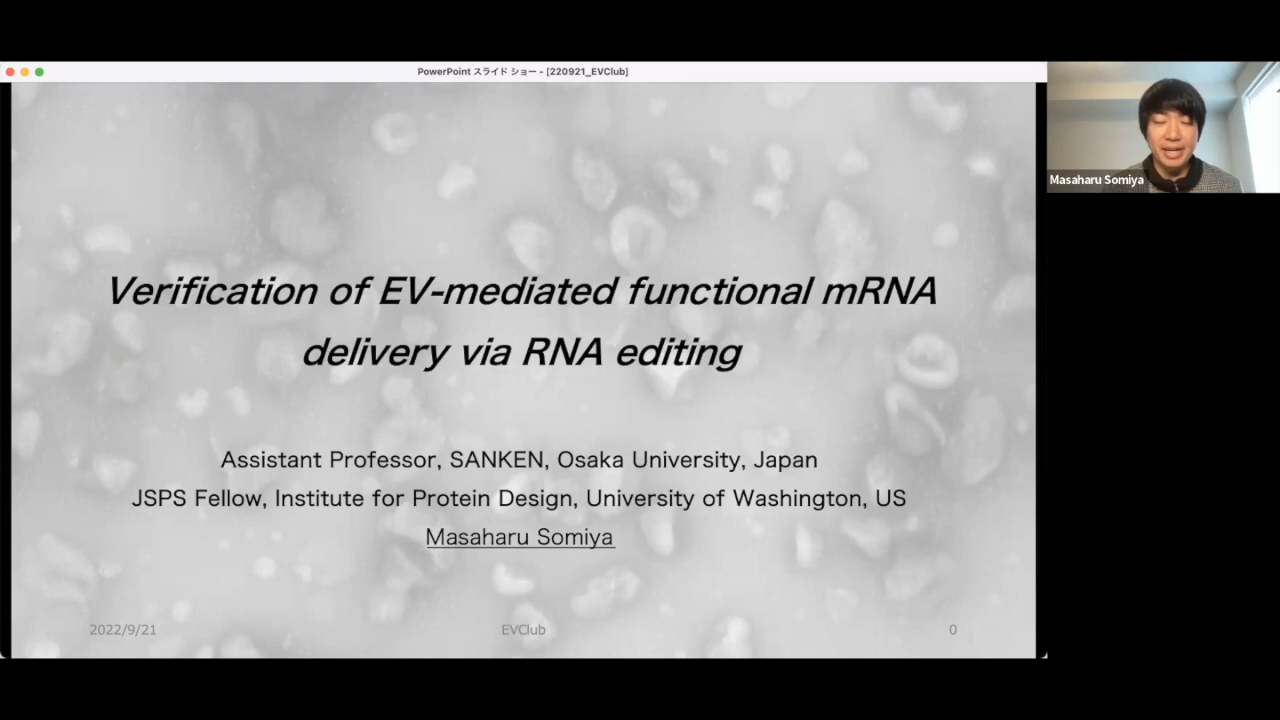 PowerPoint スライド ショー - [220921_EVClub]
Masaharu Somiya
Verification of EV-mediated functional mRNA
delivery via RNA editing
Assistant Professor, SANKEN, Osaka University, Japan
JSPS Fellow, Institute for Protein Design, University of Washington, US
Masaharu Somiya
2022/9/21
EVClub
0